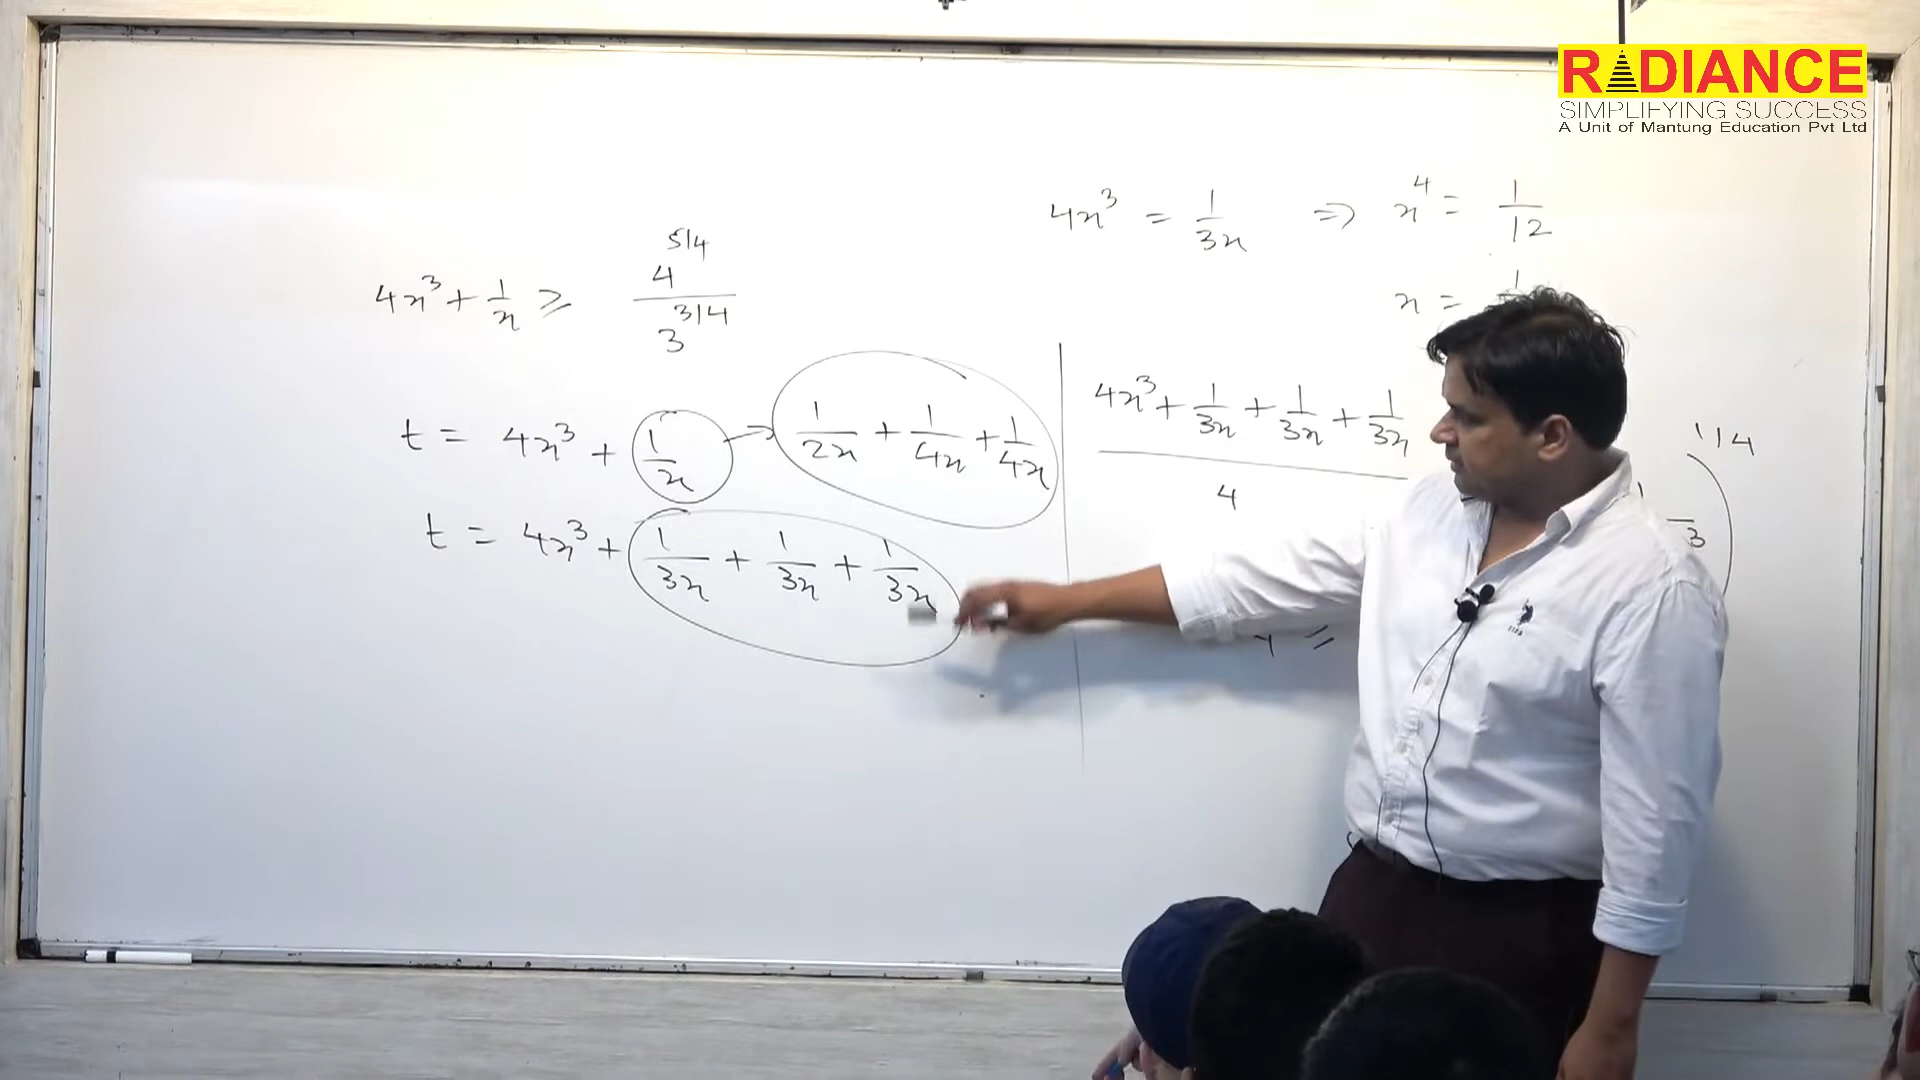 RADIANCE
SIMPLIFYING SUCCESS
A Unit of Mantung Education Pvt Ltd
4x³ = 1/3x ⇒ x⁴ = 1/12
x = 1
4x³ + 1/x ≥ 4^5/4 / 3^3/4
t = 4x³ + 1/x → 1/2x + 1/4x + 1/4x
t = 4x³ + 1/3x + 1/3x + 1/3x
4x³ + 1/3x + 1/3x + 1/3x
4
1/4
3